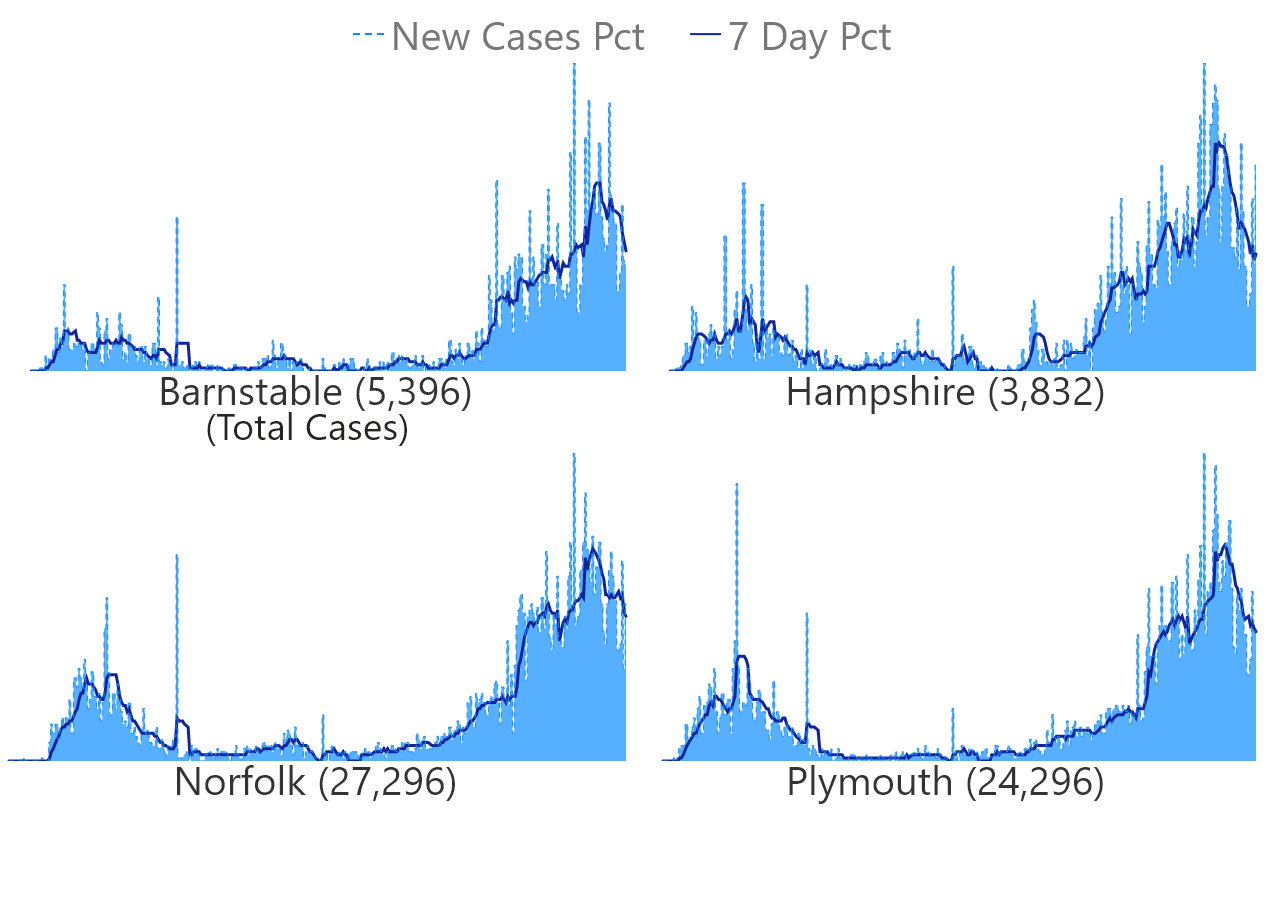 New Cases Pct 7 Day Pct
Barnstable (5,396) Hampshire (3,832)
(Total Cases)
Norfolk (27,296) Plymouth (24,296)